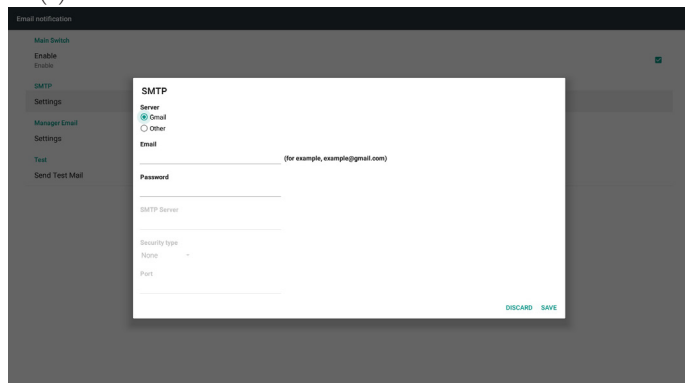 Email notification
Main Switch
Enable
Enable
SMTP
Settings
Manager Email
Settings
Test
Send Test Mail
SMTP
Server
Gmail
Other
Email
(for example, example@gmail.com)
Password
SMTP Server
Security type
None
Port
DISCARD SAVE